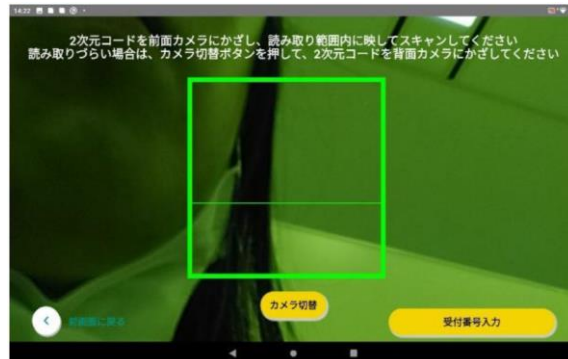 14:22
2次元コードを前面カメラにかざし、読み取り範囲内に映してスキャンしてください
読み取りづらい場合は、カメラ切替ボタンを押して、2次元コードを背面カメラにかざしてください
カメラ切替
前画面に戻る
受付番号入力